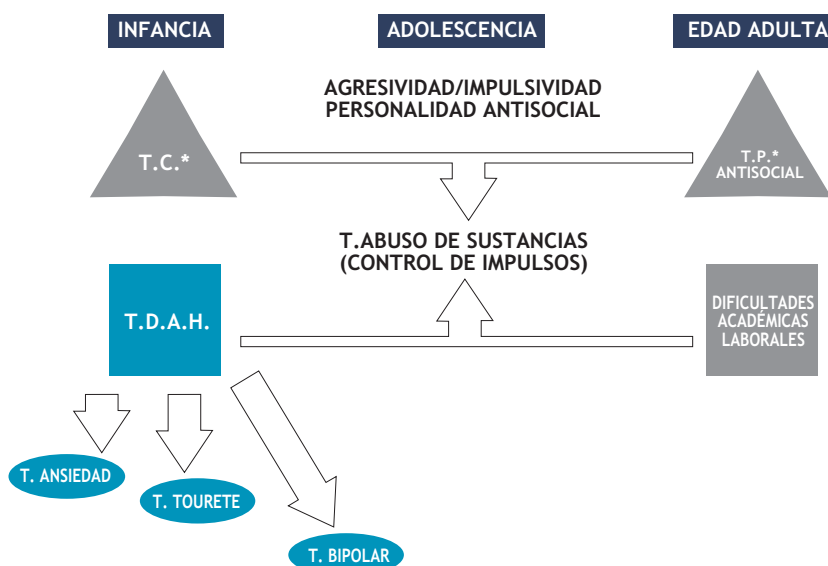 INFANCIA
ADOLESCENCIA
EDAD ADULTA
AGRESIVIDAD/IMPULSIVIDAD
PERSONALIDAD ANTISOCIAL
T.C.*
T.P.*
ANTISOCIAL
T.ABUSO DE SUSTANCIAS
(CONTROL DE IMPULSOS)
T.D.A.H.
DIFICULTADES
ACADÉMICAS
LABORALES
T. ANSIEDAD
T. TOURETE
T. BIPOLAR